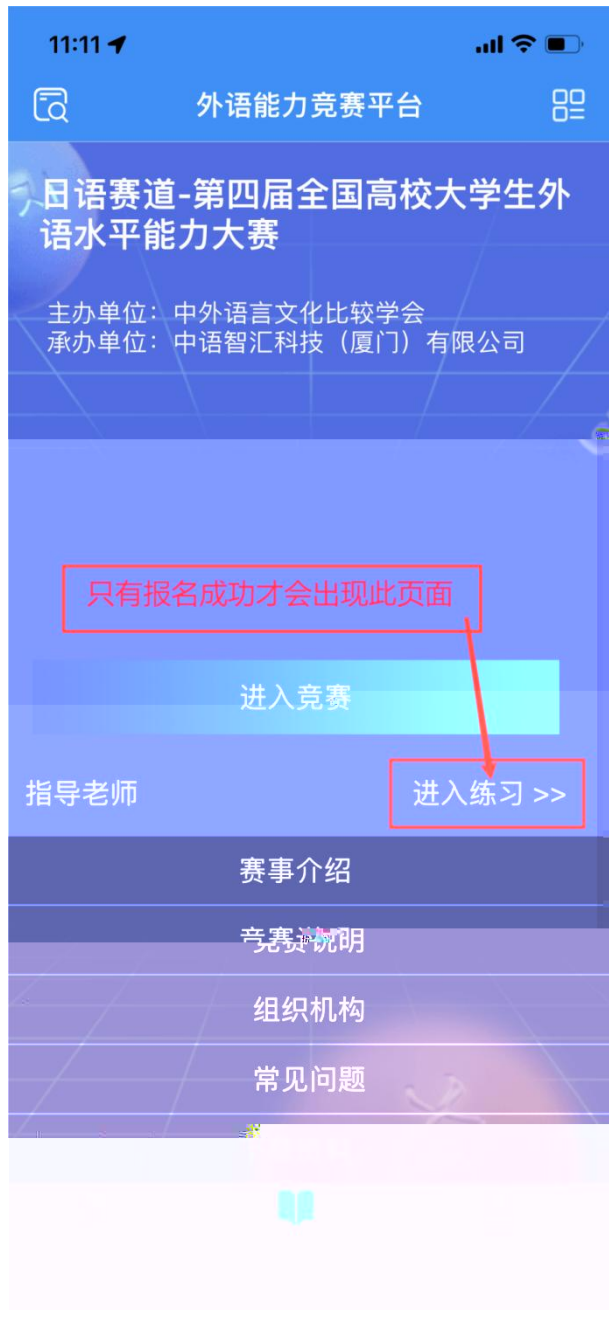 11:11
外语能力竞赛平台
日语赛道-第四届全国高校大学生外
语水平能力大赛
主办单位：中外语言文化比较学会
承办单位：中语智汇科技（厦门）有限公司
只有报名成功才会出现此页面
进入竞赛
指导老师
进入练习 >>
赛事介绍
竞赛说明
组织机构
常见问题